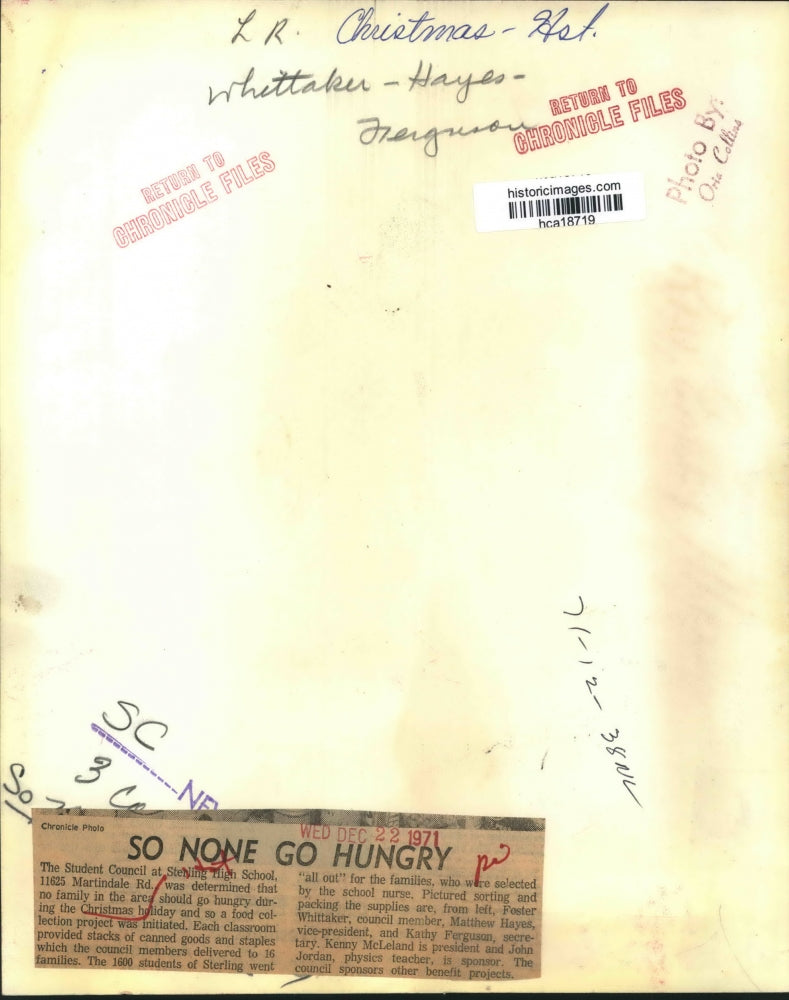 L R. Christmas - Hst.
Whittaker - Hayes -
Ferguson
RETURN TO
CHRONICLE FILES
RETURN TO
CHRONICLE FILES
Photo By:
Ora Collins
historicimages.com
hca18719
SC
3 Co
So
Chronicle Photo
WED DEC 22 1971
SO NONE GO HUNGRY
The Student Council at Sterling High School,
11625 Martindale Rd. was determined that
no family in the area should go hungry dur-
ing the Christmas holiday and so a food col-
lection project was initiated. Each classroom
provided stacks of canned goods and staples
which the council members delivered to 16
families. The 1600 students of Sterling went
"all out" for the families, who were selected
by the school nurse. Pictured sorting and
packing the supplies are, from left, Foster
Whittaker, council member, Matthew Hayes,
vice-president, and Kathy Ferguson, secre-
tary. Kenny McLeland is president and John
Jordan, physics teacher, is sponsor. The
council sponsors other benefit projects.